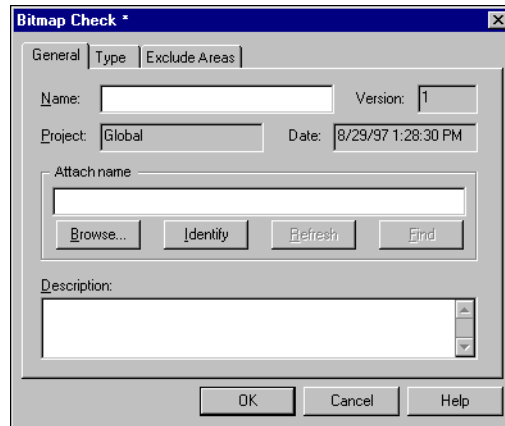 Bitmap Check *
General Type Exclude Areas
Name: Version: 1
Project: Global Date: 8/29/97 1:28:30 PM
Attach name
Browse... Identify Refresh Find
Description:
OK Cancel Help